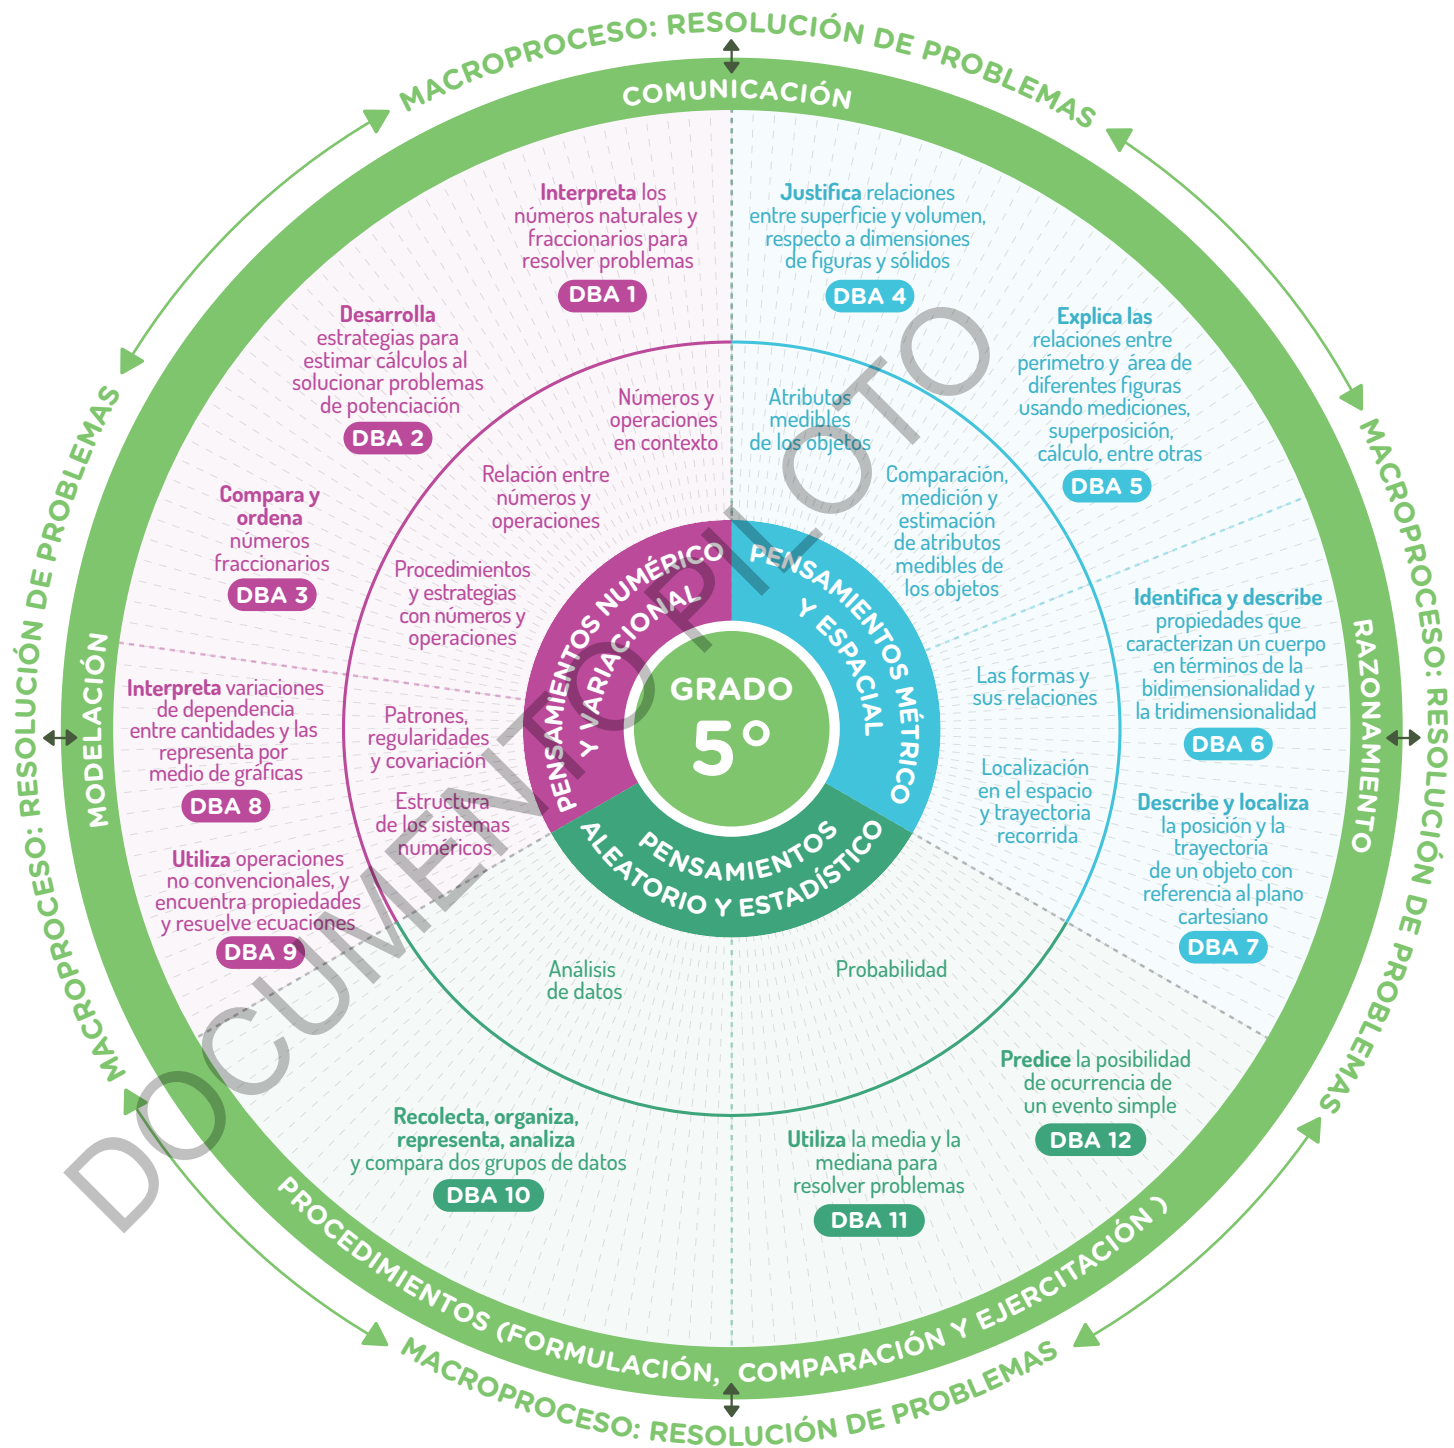 MACROPROCESO: RESOLUCIÓN DE PROBLEMAS
COMUNICACIÓN
Interpreta los
números naturales y
fraccionarios para
resolver problemas
DBA 1
Desarrolla
estrategias para
estimar cálculos al
solucionar problemas
de potenciación
DBA 2
Compara y
ordena
números
fraccionarios
DBA 3
Justifica relaciones
entre superficie y volumen,
respecto a dimensiones
de figuras y sólidos
DBA 4
Explica las
relaciones entre
perímetro y área de
diferentes figuras
usando mediciones,
superposición,
cálculo, entre otras
DBA 5
Números y
operaciones
en contexto
Relación entre
números y
operaciones
Procedimientos
y estrategias
con números y
operaciones
Atributos
medibles
de los objetos
Comparación,
medición y
estimación
de atributos
medibles de
los objetos
PENSAMIENTOS NUMÉRICO
Y VARIACIONAL
PENSAMIENTOS MÉTRICO
Y ESPACIAL
GRADO
5°
PENSAMIENTOS
ALEATORIO Y ESTADÍSTICO
Las formas y
sus relaciones
Localización
en el espacio
y trayectoria
recorrida
Identifica y describe
propiedades que
caracterizan un cuerpo
en términos de la
bidimensionalidad y
la tridimensionalidad
DBA 6
Describe y localiza
la posición y la
trayectoria
de un objeto con
referencia al plano
cartesiano
DBA 7
RAZONAMIENTO
MACROPROCESO: RESOLUCIÓN DE PROBLEMAS
MACROPROCESO: RESOLUCIÓN DE PROBLEMAS
MODELACIÓN
Interpreta variaciones
de dependencia
entre cantidades y las
representa por
medio de gráficas
DBA 8
Utiliza operaciones
no convencionales, y
encuentra propiedades
y resuelve ecuaciones
DBA 9
Patrones,
regularidades
y covariación
Estructura
de los sistemas
numéricos
Análisis
de datos
Probabilidad
Recolecta, organiza,
representa, analiza
y compara dos grupos de datos
DBA 10
Utiliza la media y la
mediana para
resolver problemas
DBA 11
Predice la posibilidad
de ocurrencia de
un evento simple
DBA 12
PROCEDIMIENTOS (FORMULACIÓN, COMPARACIÓN Y EJERCITACIÓN )
MACROPROCESO: RESOLUCIÓN DE PROBLEMAS
DOCUMENTO PILOTO